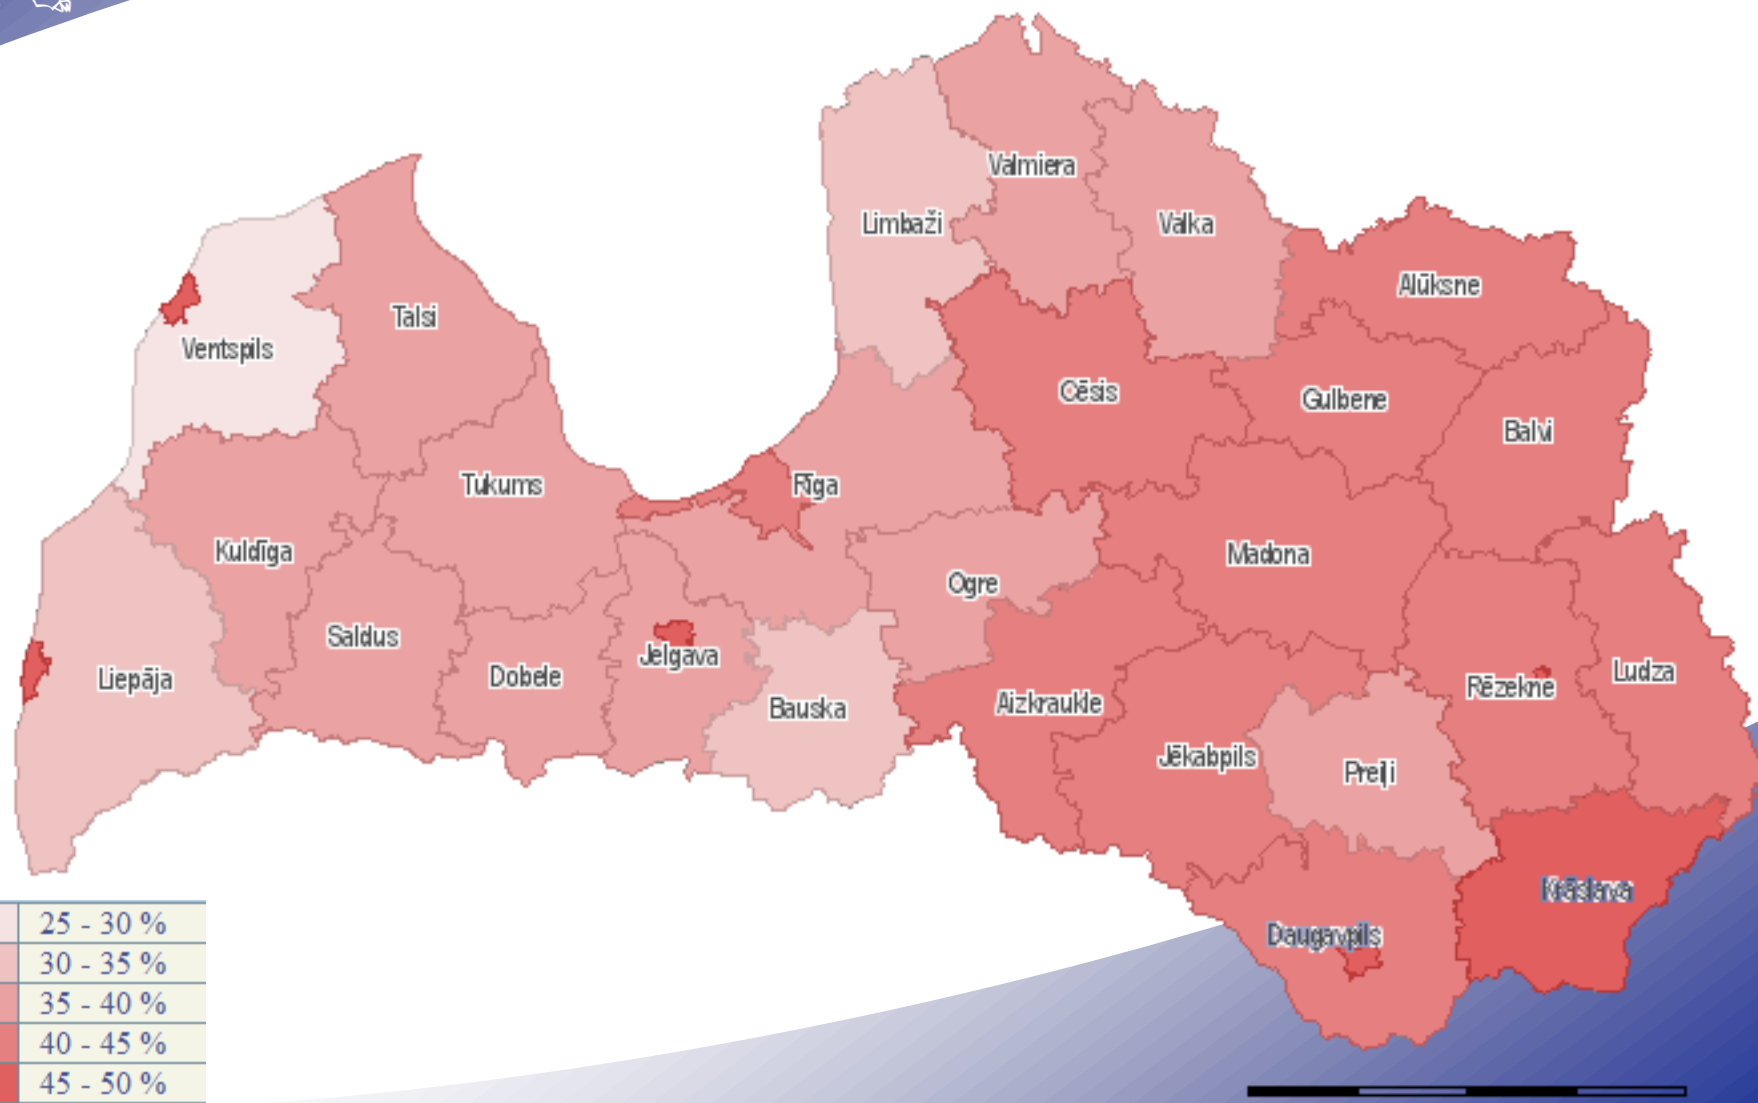 Valmiera
Limbaži
Valka
Alūksne
Talsi
Ventspils
Cēsis
Gulbene
Balvi
Tukums
Rīga
Kuldīga
Madona
Ogre
Saldus
Jelgava
Ludza
Liepāja
Dobele
Rēzekne
Bauska
Aizkraukle
Jēkabpils
Preiļi
Krāslava
Daugavpils
25 - 30 %
30 - 35 %
35 - 40 %
40 - 45 %
45 - 50 %